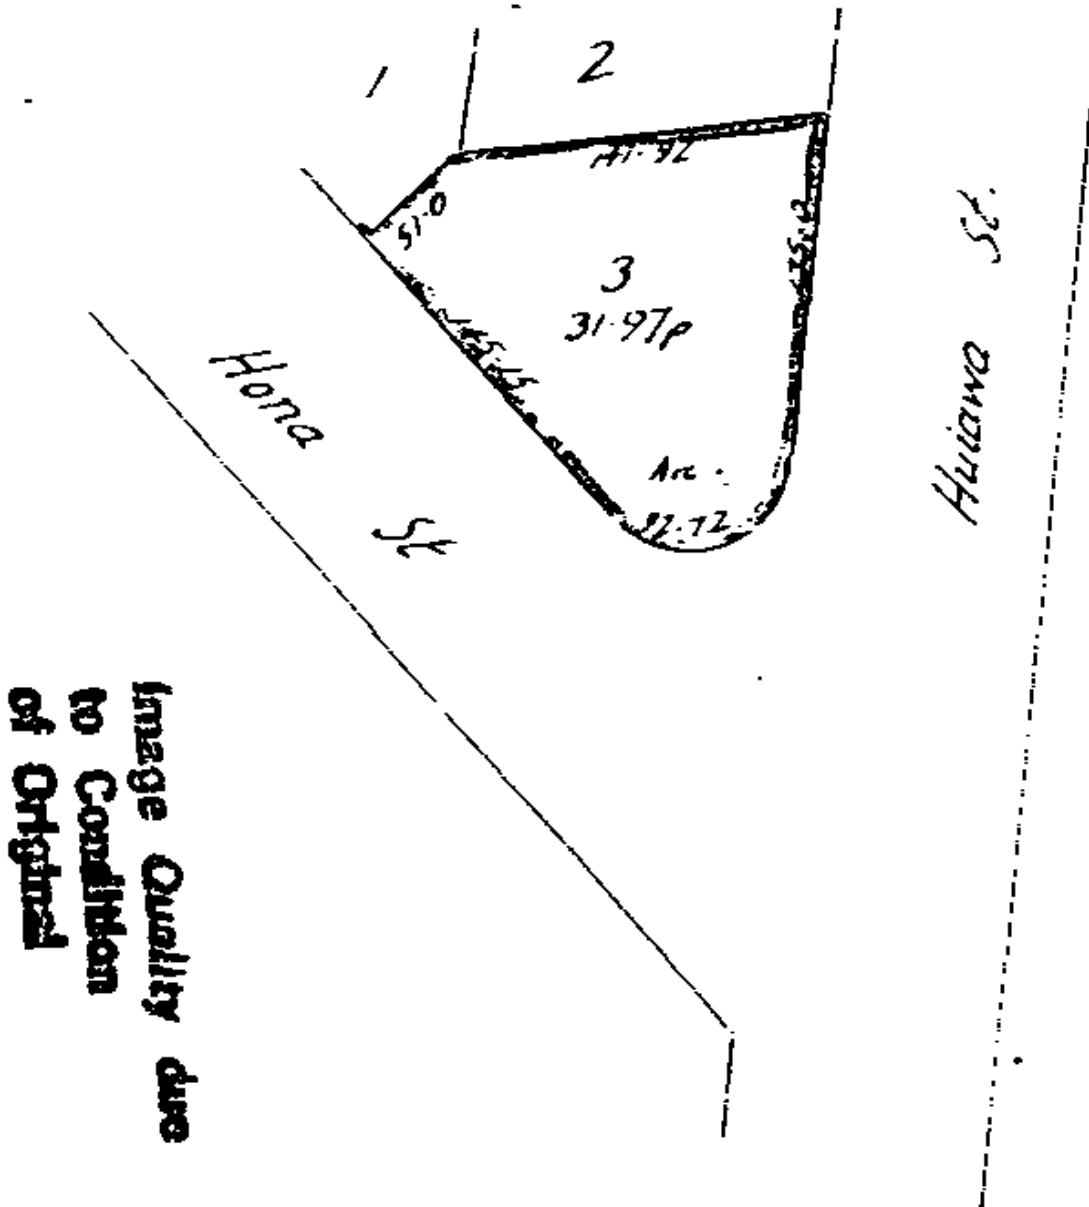 1
2
3
31.97p
Arc
Hona
St
Huiawa
St.
Image Quality due
to Condition
of Original